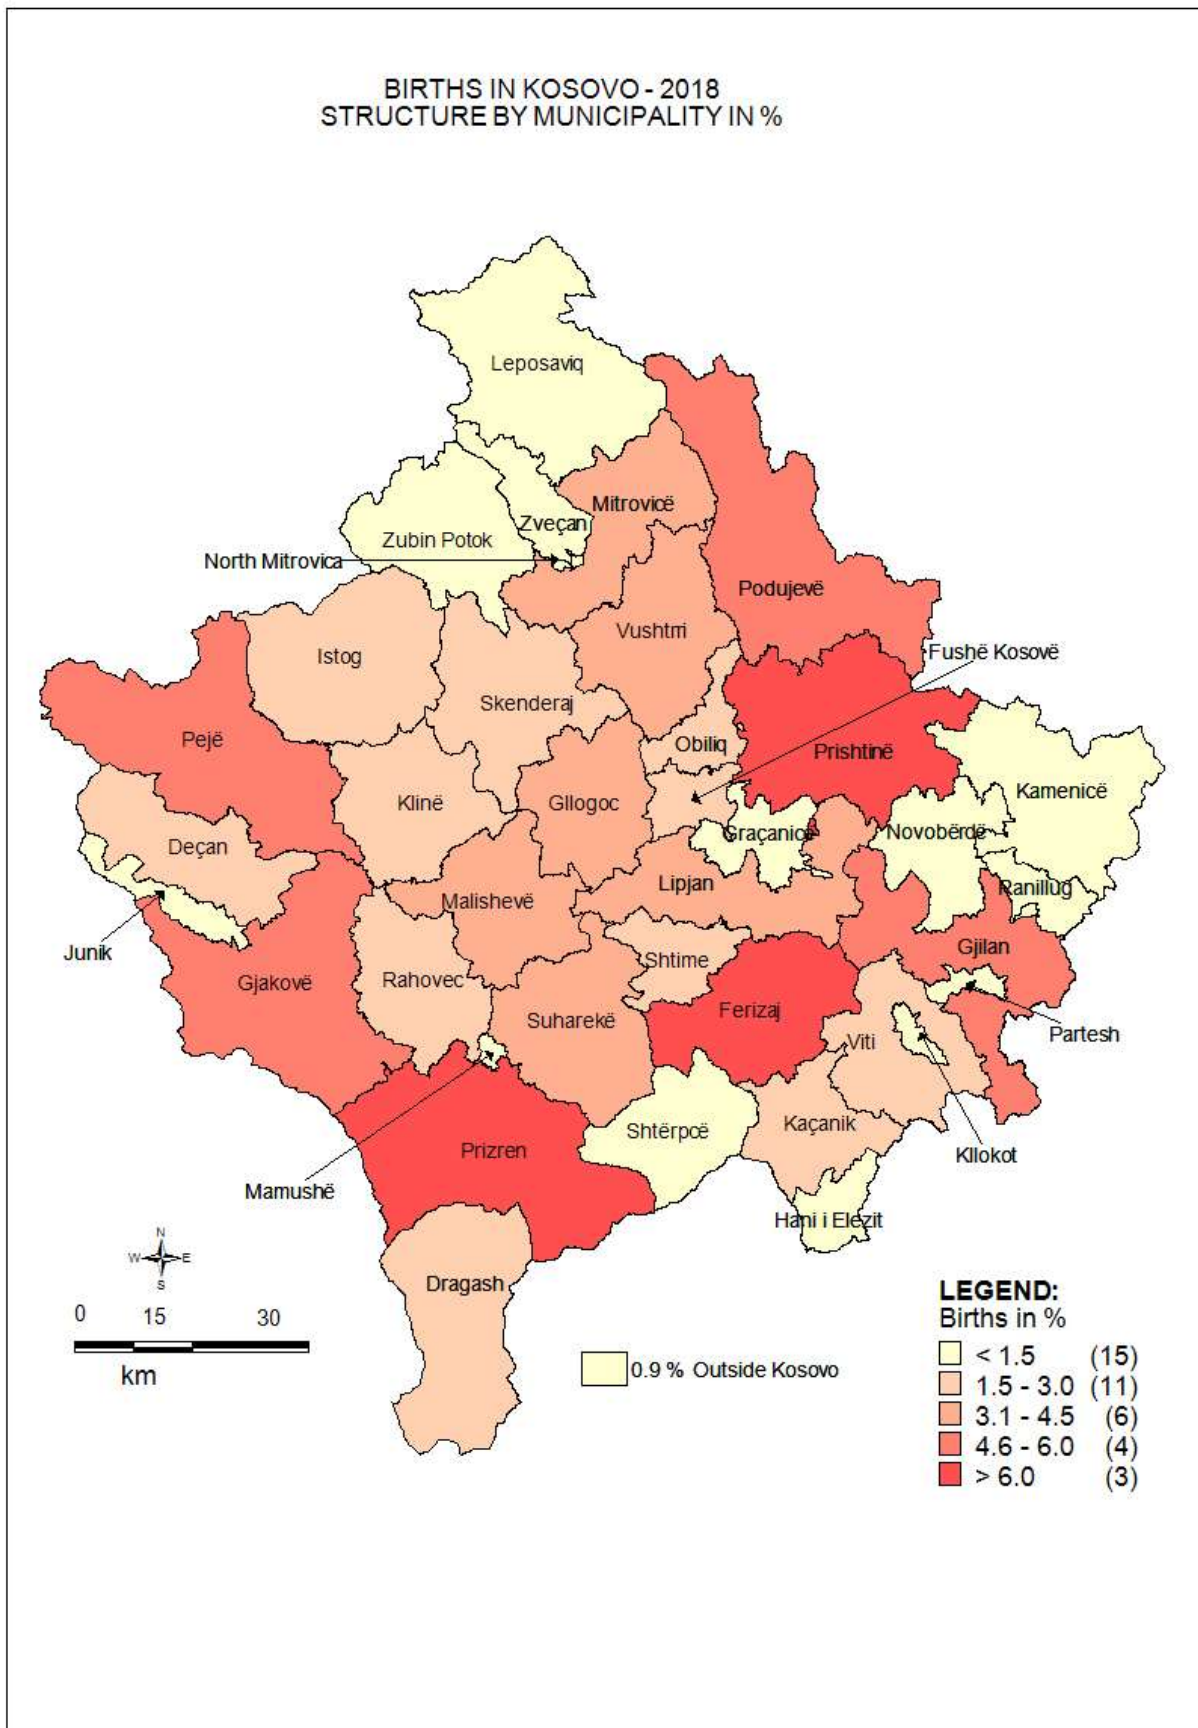 BIRTHS IN KOSOVO - 2018
STRUCTURE BY MUNICIPALITY IN %
Leposaviq
Mitrovicë
Zveçan
Zubin Potok
North Mitrovica
Podujevë
Vushtrri
Fushë Kosovë
Istog
Skenderaj
Pejë
Obiliq
Prishtinë
Kamenicë
Klinë
Gllogoc
Graçanicë
Novobërdë
Deçan
Lipjan
Ranillug
Malishevë
Junik
Gjilan
Shtime
Gjakovë
Rahovec
Ferizaj
Suharekë
Partesh
Viti
Kaçanik
Shtërpcë
Prizren
Kllokot
Mamushë
Hani i Elezit
N
W
E
S
Dragash
0 15 30
km
0.9 % Outside Kosovo
LEGEND:
Births in %
< 1.5 (15)
1.5 - 3.0 (11)
3.1 - 4.5 (6)
4.6 - 6.0 (4)
> 6.0 (3)